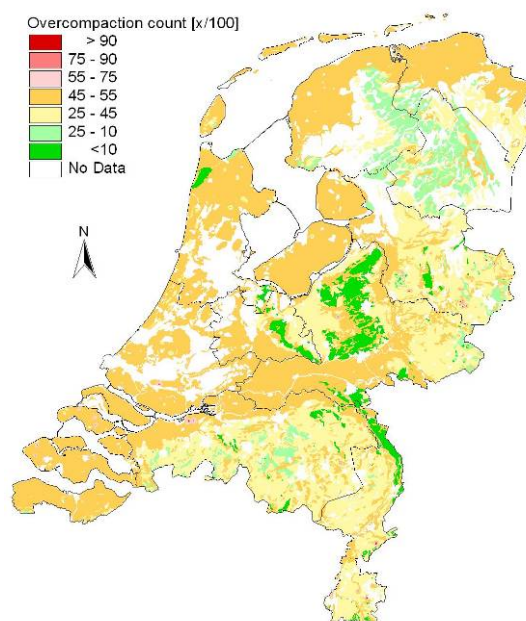 Overcompaction count [x/100]
> 90
75 - 90
55 - 75
45 - 55
25 - 45
25 - 10
<10
No Data
N